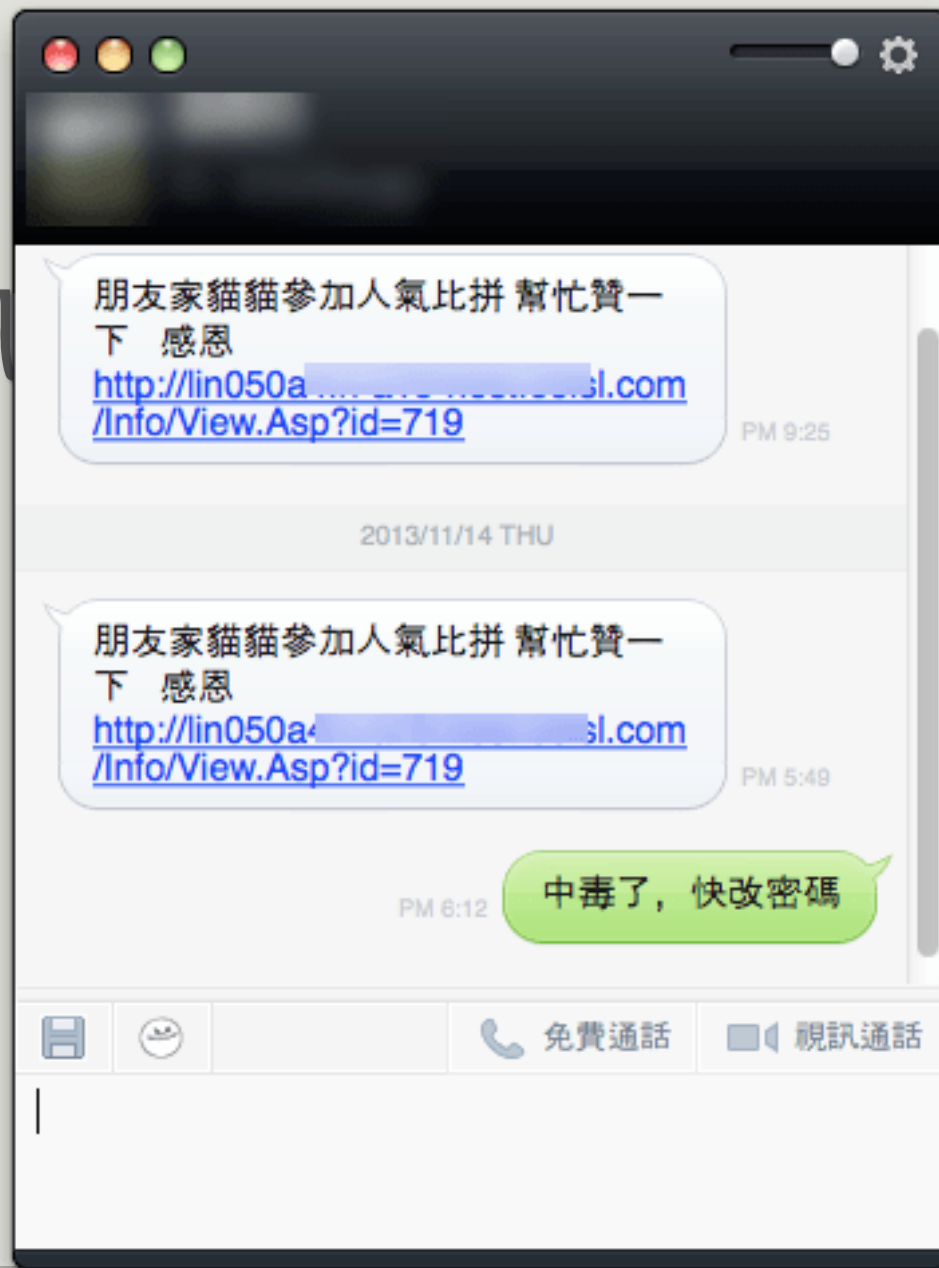 朋友家貓貓參加人氣比拼 幫忙贊一
下 感恩
http://lin050a sl.com
/Info/View.Asp?id=719
PM 9:25
2013/11/14 THU
朋友家貓貓參加人氣比拼 幫忙贊一
下 感恩
http://lin050a sl.com
/Info/View.Asp?id=719
PM 5:49
PM 6:12
中毒了，快改密碼
免費通話 視訊通話